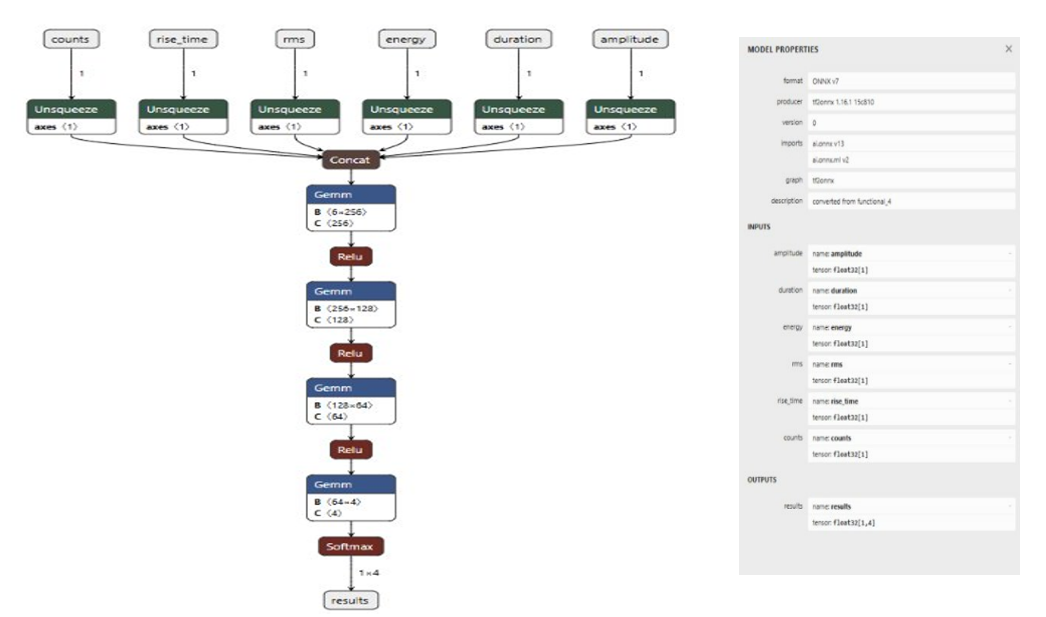 counts rise_time rms energy duration amplitude
1 1 1 1 1 1
Unsqueeze Unsqueeze Unsqueeze Unsqueeze Unsqueeze Unsqueeze
axes ⟨1⟩ axes ⟨1⟩ axes ⟨1⟩ axes ⟨1⟩ axes ⟨1⟩ axes ⟨1⟩
Concat
Gemm
B ⟨6×256⟩
C ⟨256⟩
Relu
Gemm
B ⟨256×128⟩
C ⟨128⟩
Relu
Gemm
B ⟨128×64⟩
C ⟨64⟩
Relu
Gemm
B ⟨64×4⟩
C ⟨4⟩
Softmax
1×4
results
MODEL PROPERTIES ×
format ONNX v7
producer tf2onnx 1.16.1 15c810
version 0
imports ai.onnx v13
ai.onnx.ml v2
graph tf2onnx
description converted from functional_4
INPUTS
amplitude name: amplitude -
tensor: float32[1]
duration name: duration -
tensor: float32[1]
energy name: energy -
tensor: float32[1]
rms name: rms -
tensor: float32[1]
rise_time name: rise_time -
tensor: float32[1]
counts name: counts -
tensor: float32[1]
OUTPUTS
results name: results -
tensor: float32[1,4]